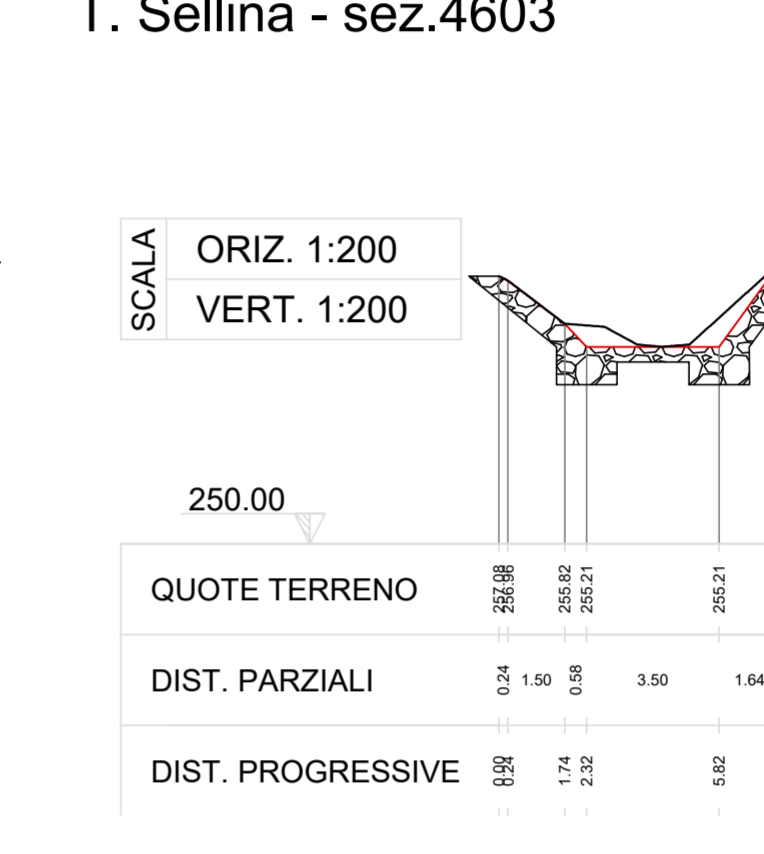 T. Sellina - sez.4603
SCALA
ORIZ. 1:200
VERT. 1:200
250.00
QUOTE TERRENO 257.08 256.96 255.82 255.21 255.21
DIST. PARZIALI 0.24 1.50 0.58 3.50 1.64
DIST. PROGRESSIVE 0.00 0.24 1.74 2.32 5.82